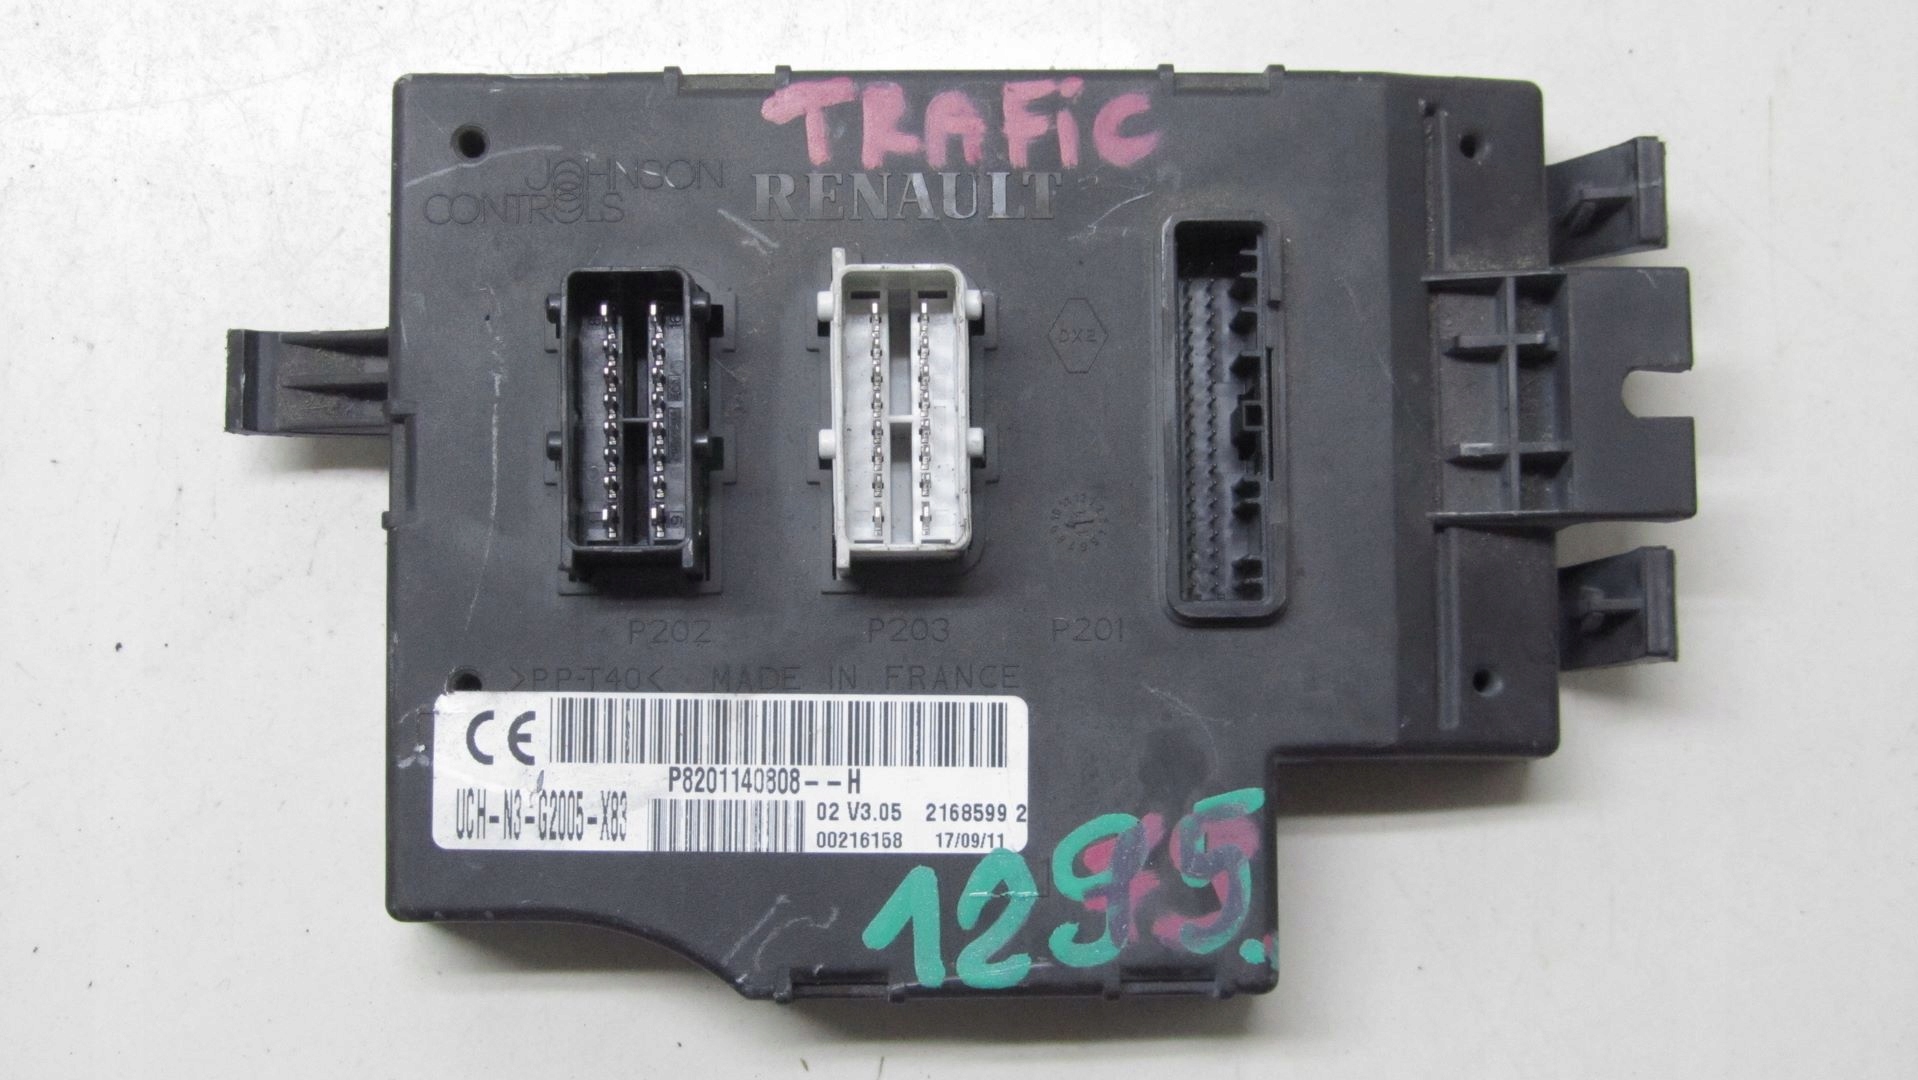 TRAFiC
JOHNSON
CONTROLS
RENAULT
P202 P203 P201
>PP-T40< MADE IN FRANCE
CE
P8201140808--H
UCH-N3-G2005-X83
02 V3.05 2168599 2
00216158 17/09/11